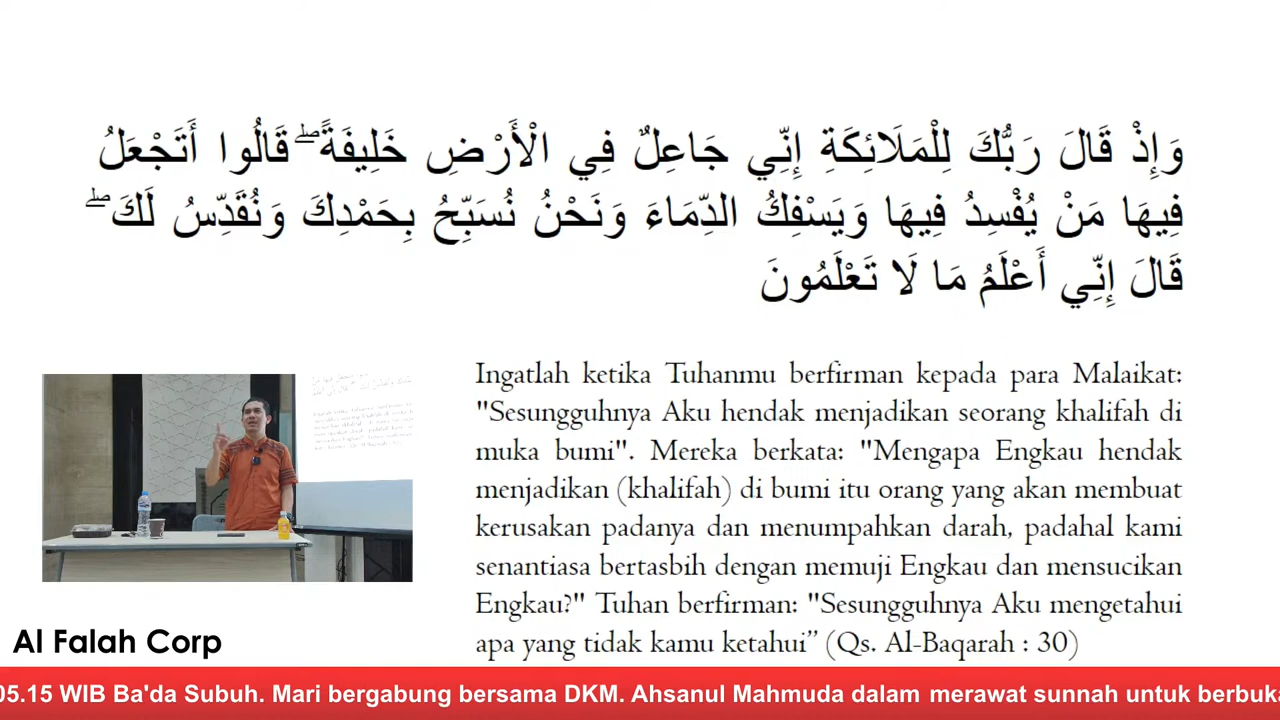 وَإِذْ قَالَ رَبُّكَ لِلْمَلَائِكَةِ إِنِّي جَاعِلٌ فِي الْأَرْضِ خَلِيفَةً ۖ قَالُوا أَتَجْعَلُ
فِيهَا مَنْ يُفْسِدُ فِيهَا وَيَسْفِكُ الدِّمَاءَ وَنَحْنُ نُسَبِّحُ بِحَمْدِكَ وَنُقَدِّسُ لَكَ ۖ
قَالَ إِنِّي أَعْلَمُ مَا لَا تَعْلَمُونَ
Ingatlah ketika Tuhanmu berfirman kepada para Malaikat:
"Sesungguhnya Aku hendak menjadikan seorang khalifah di
muka bumi". Mereka berkata: "Mengapa Engkau hendak
menjadikan (khalifah) di bumi itu orang yang akan membuat
kerusakan padanya dan menumpahkan darah, padahal kami
senantiasa bertasbih dengan memuji Engkau dan mensucikan
Engkau?" Tuhan berfirman: "Sesungguhnya Aku mengetahui
apa yang tidak kamu ketahui” (Qs. Al-Baqarah : 30)
Al Falah Corp
05.15 WIB Ba'da Subuh. Mari bergabung bersama DKM. Ahsanul Mahmuda dalam merawat sunnah untuk